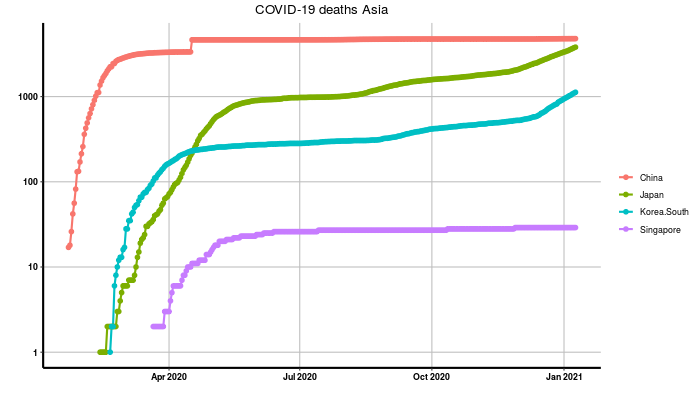 COVID-19 deaths Asia
1000
100
10
1
Apr 2020
Jul 2020
Oct 2020
Jan 2021
China
Japan
Korea.South
Singapore